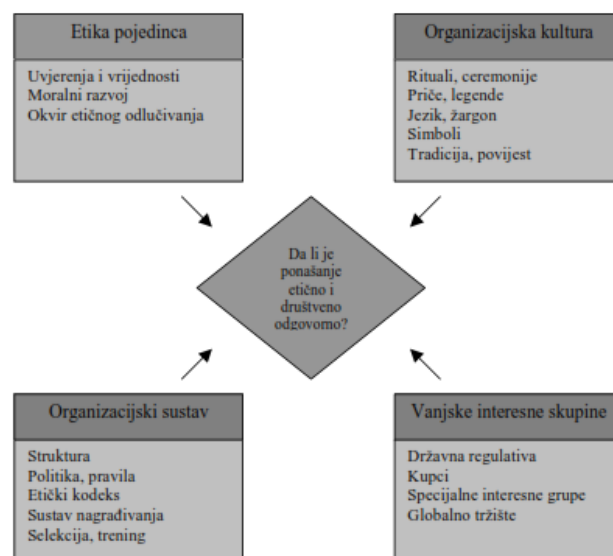 Etika pojedinca
Uvjerenja i vrijednosti
Moralni razvoj
Okvir etičnog odlučivanja
Organizacijska kultura
Rituali, ceremonije
Priče, legende
Jezik, žargon
Simboli
Tradicija, povijest
Da li je
ponašanje
etično i
društveno
odgovorno?
Organizacijski sustav
Struktura
Politika, pravila
Etički kodeks
Sustav nagrađivanja
Selekcija, trening
Vanjske interesne skupine
Državna regulativa
Kupci
Specijalne interesne grupe
Globalno tržište